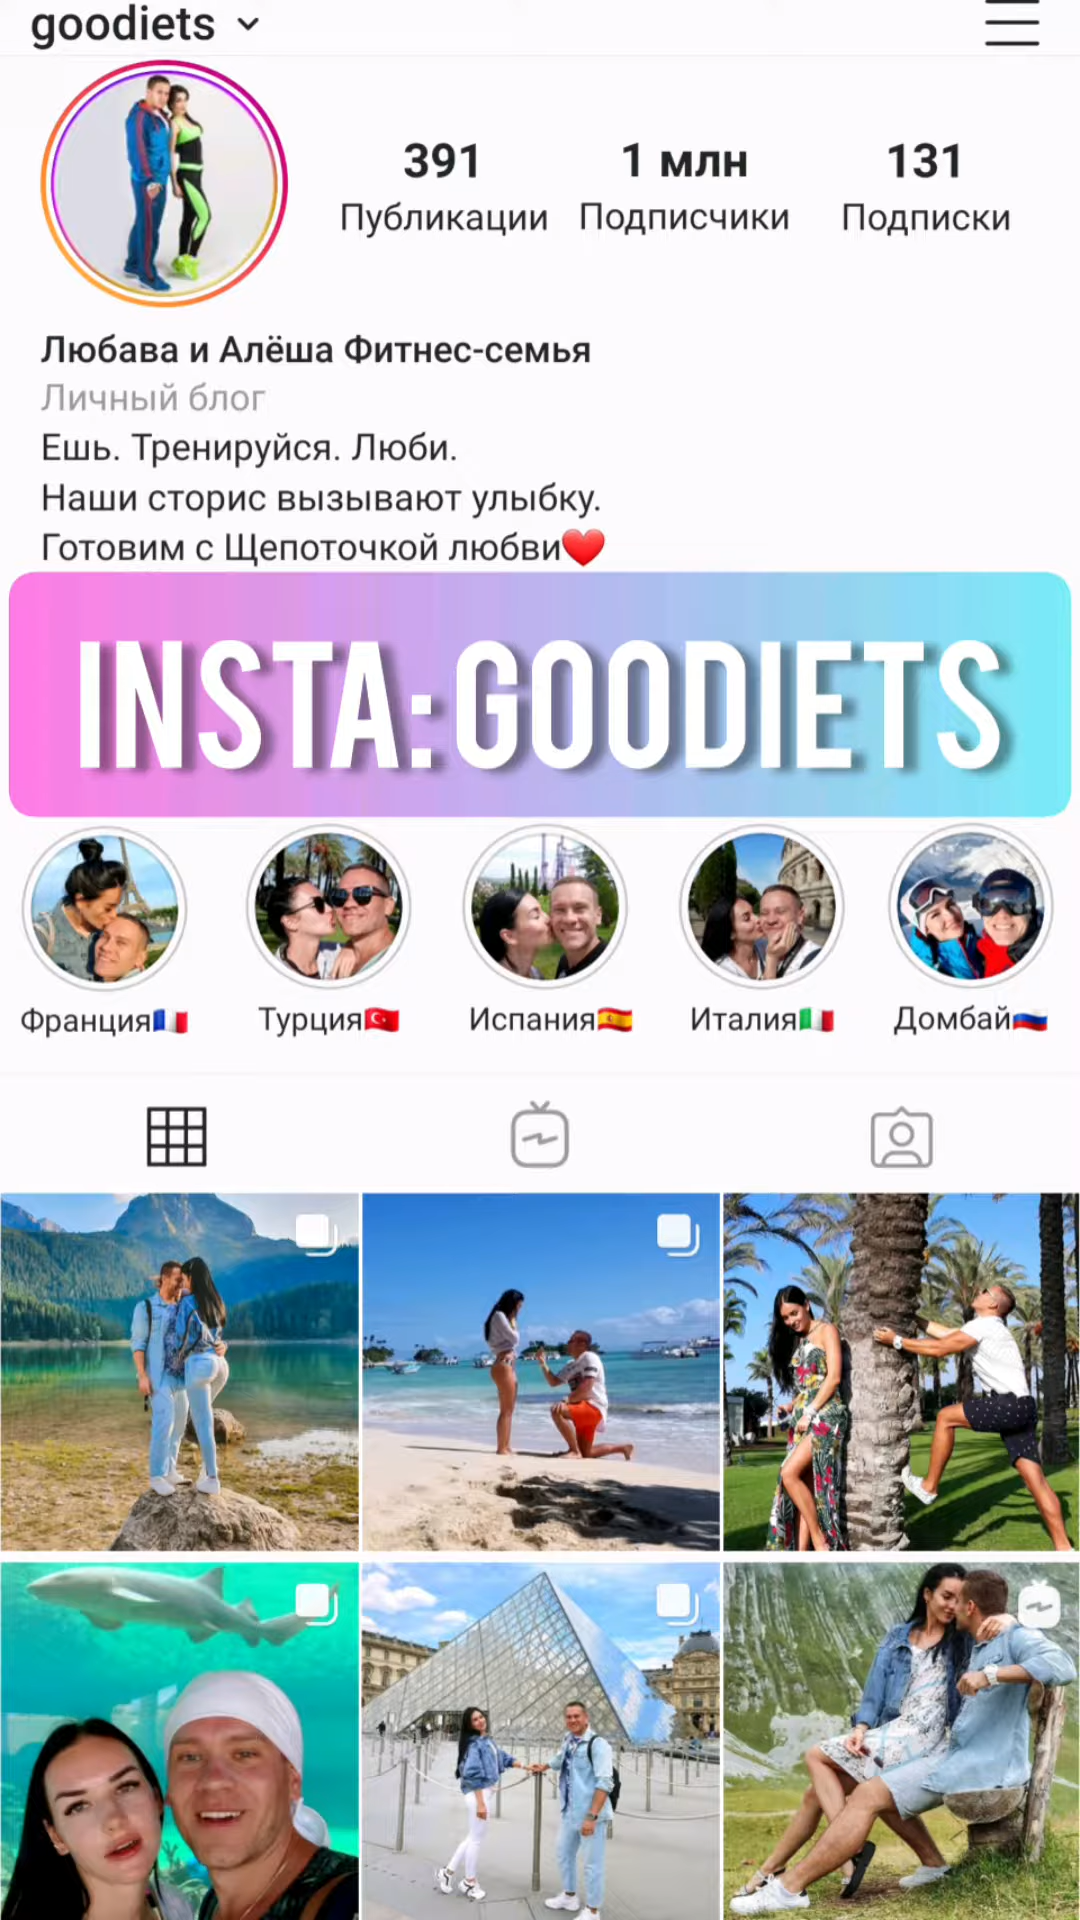 goodiets
391 1 млн 131
Публикации Подписчики Подписки
Любава и Алёша Фитнес-семья
Личный блог
Ешь. Тренируйся. Люби.
Наши сторис вызывают улыбку.
Готовим с Щепоточкой любви❤️
INSTA:GOODIETS
Франция🇫🇷 Турция🇹🇷 Испания🇪🇸 Италия🇮🇹 Домбай🇷🇺